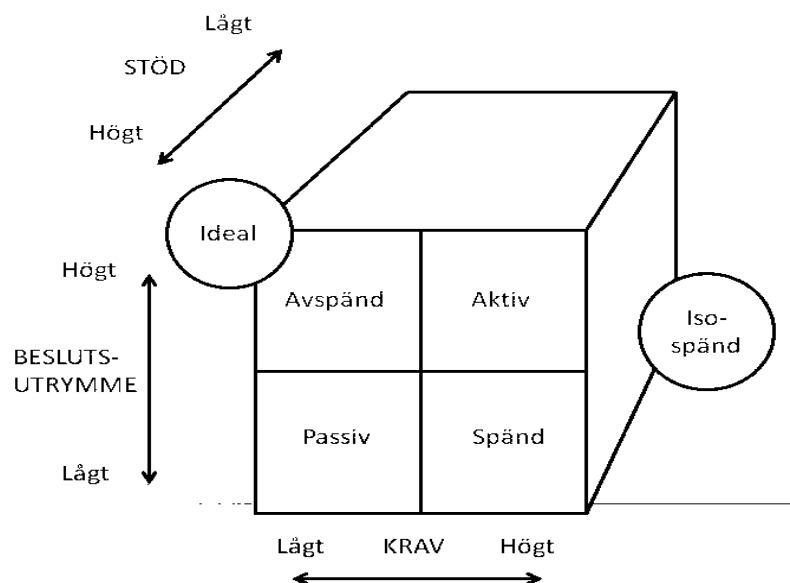 Lågt
STÖD
Högt
Ideal
Högt
Avspänd
Aktiv
Iso-
spänd
BESLUTS-
UTRYMME
Passiv
Spänd
Lågt
Lågt KRAV Högt